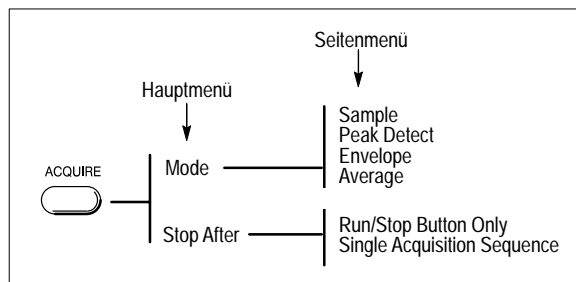 Seitenmenü
Hauptmenü
Sample
Peak Detect
Envelope
Average
ACQUIRE
Mode
Stop After
Run/Stop Button Only
Single Acquisition Sequence